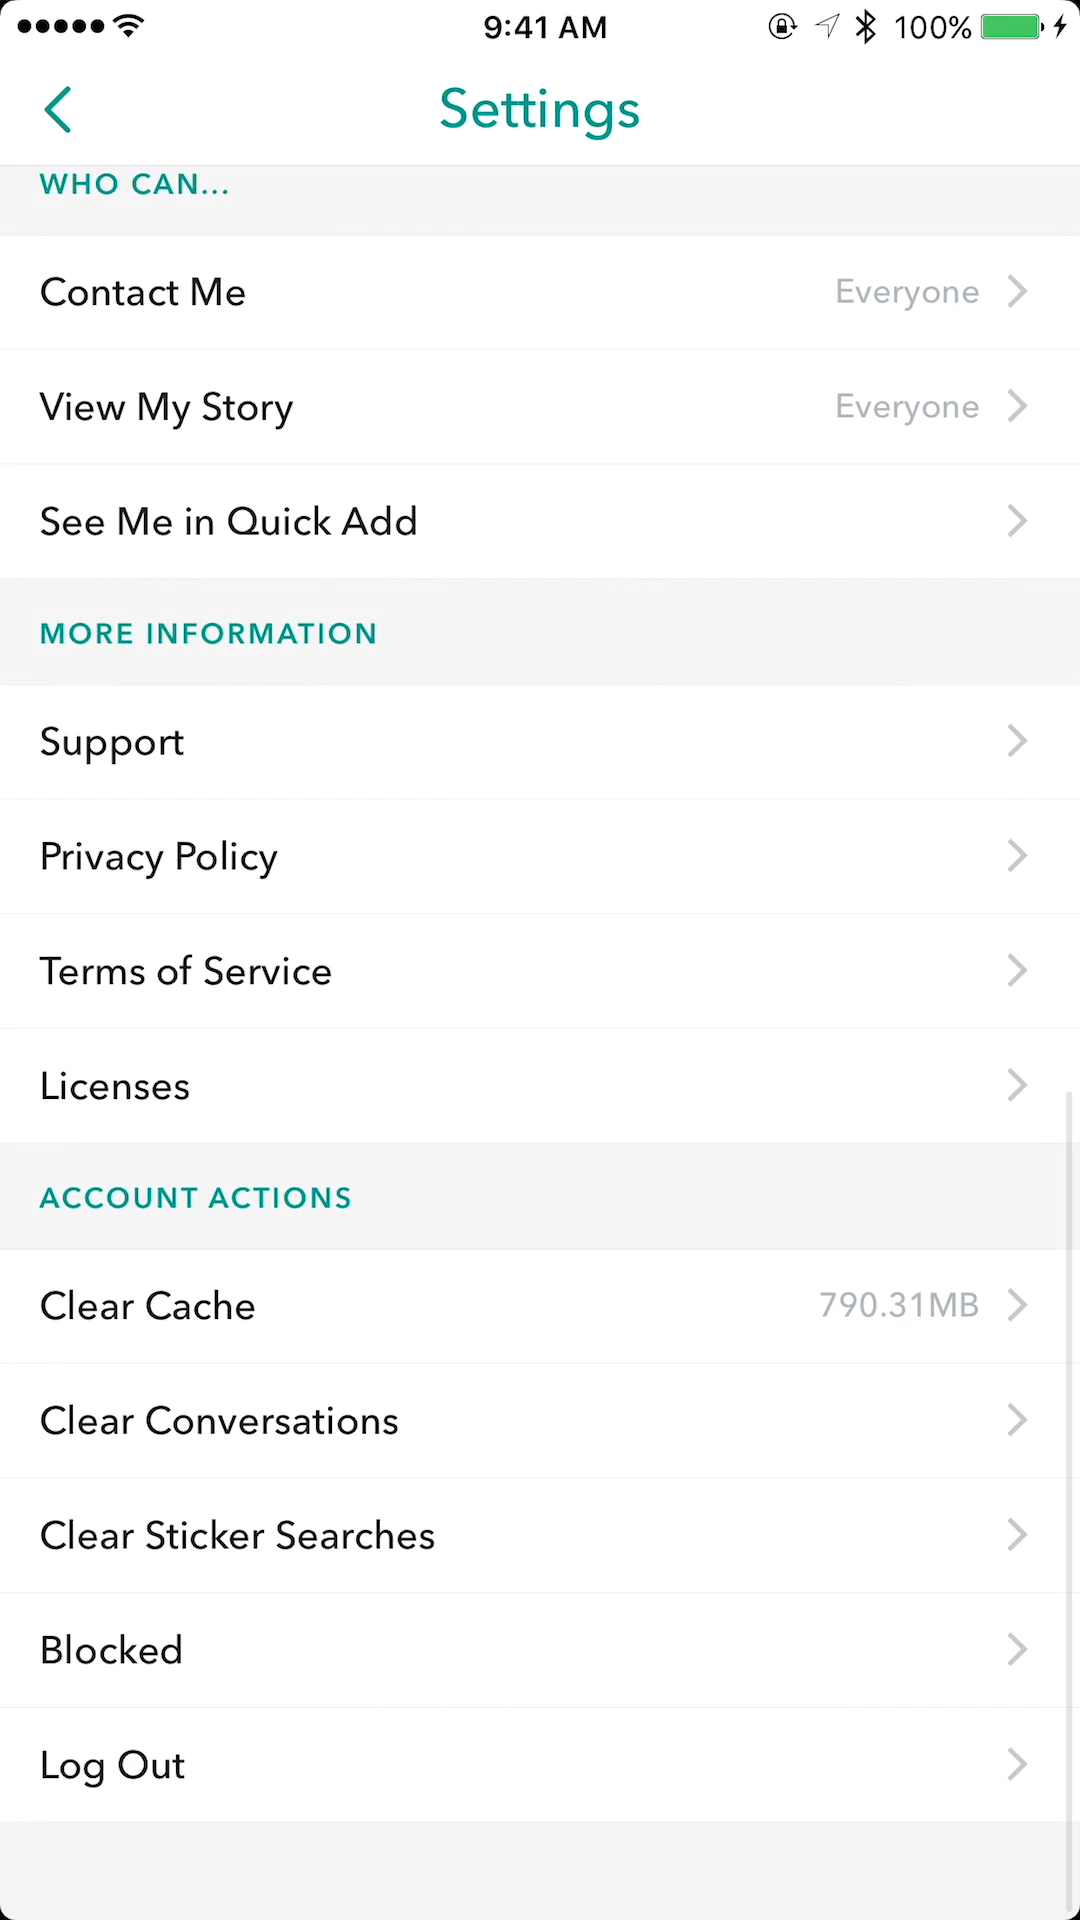 9:41 AM
100%
Settings
WHO CAN...
Contact Me
Everyone
View My Story
Everyone
See Me in Quick Add
MORE INFORMATION
Support
Privacy Policy
Terms of Service
Licenses
ACCOUNT ACTIONS
Clear Cache
790.31MB
Clear Conversations
Clear Sticker Searches
Blocked
Log Out